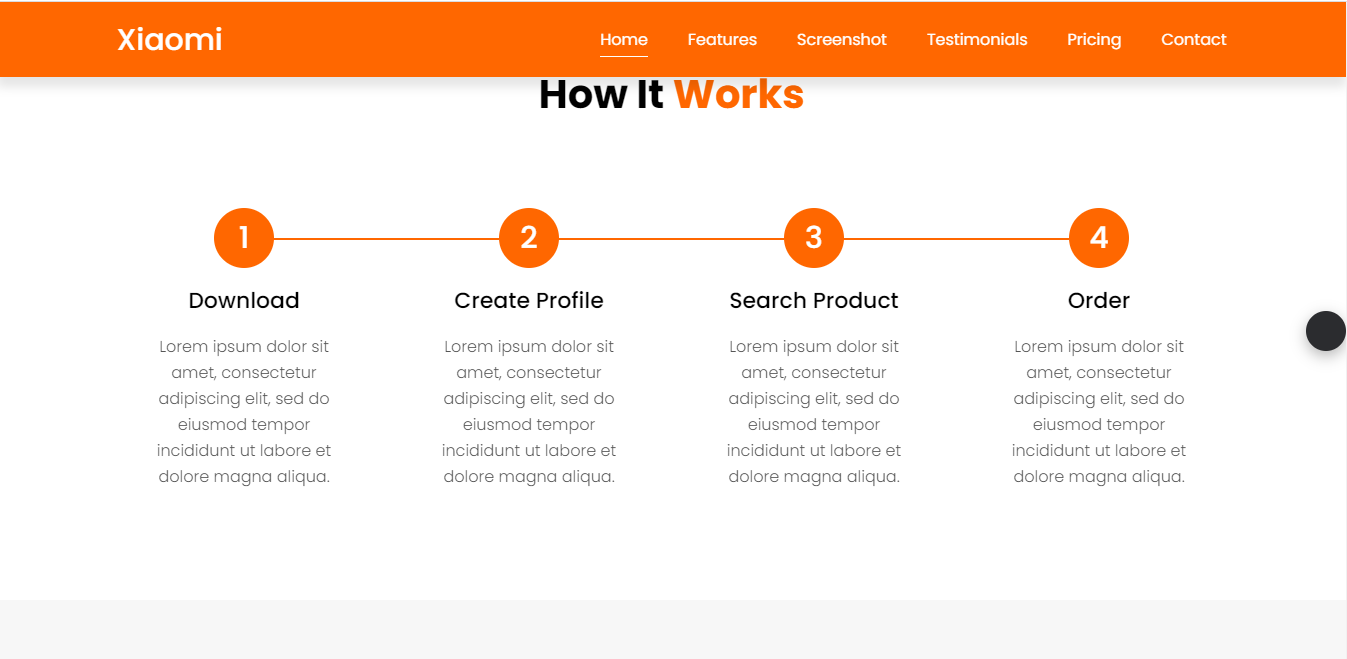 Xiaomi
Home Features Screenshot Testimonials Pricing Contact
How It Works
1
Download
Lorem ipsum dolor sit
amet, consectetur
adipiscing elit, sed do
eiusmod tempor
incididunt ut labore et
dolore magna aliqua.
2
Create Profile
Lorem ipsum dolor sit
amet, consectetur
adipiscing elit, sed do
eiusmod tempor
incididunt ut labore et
dolore magna aliqua.
3
Search Product
Lorem ipsum dolor sit
amet, consectetur
adipiscing elit, sed do
eiusmod tempor
incididunt ut labore et
dolore magna aliqua.
4
Order
Lorem ipsum dolor sit
amet, consectetur
adipiscing elit, sed do
eiusmod tempor
incididunt ut labore et
dolore magna aliqua.